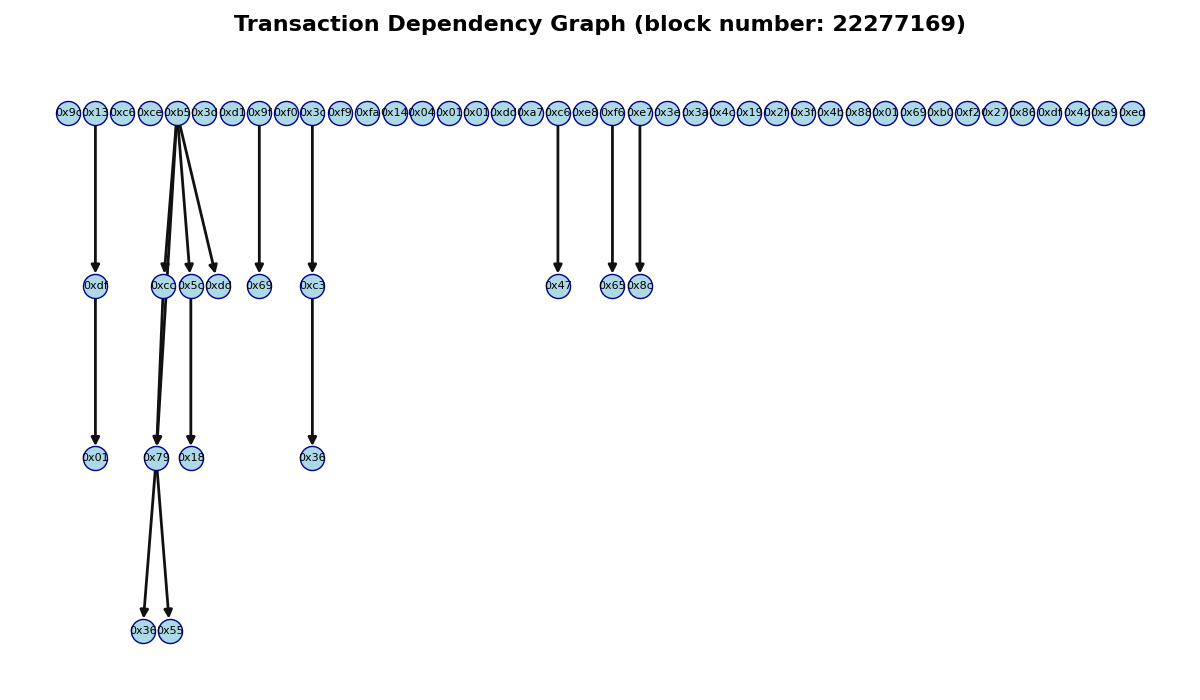 Transaction Dependency Graph (block number: 22277169)
0x9c 0x13 0xc6 0xce 0xb5 0x3d 0xd1 0x9f 0xf0 0x3c 0xf9 0xfa 0x14 0x04 0x01 0x01 0xdd 0xa7 0xc6 0xe8 0xf6 0xe7 0x3e 0x3a 0x4c 0x19 0x2f 0x3f 0x4b 0x88 0x01 0x69 0xb0 0xf2 0x27 0x86 0xdf 0x4d 0xa9 0xed
0xdf 0xcc 0x5c 0xdd 0x69 0xc3 0x47 0x65 0x8c
0x01 0x79 0x18 0x36
0x36 0x55